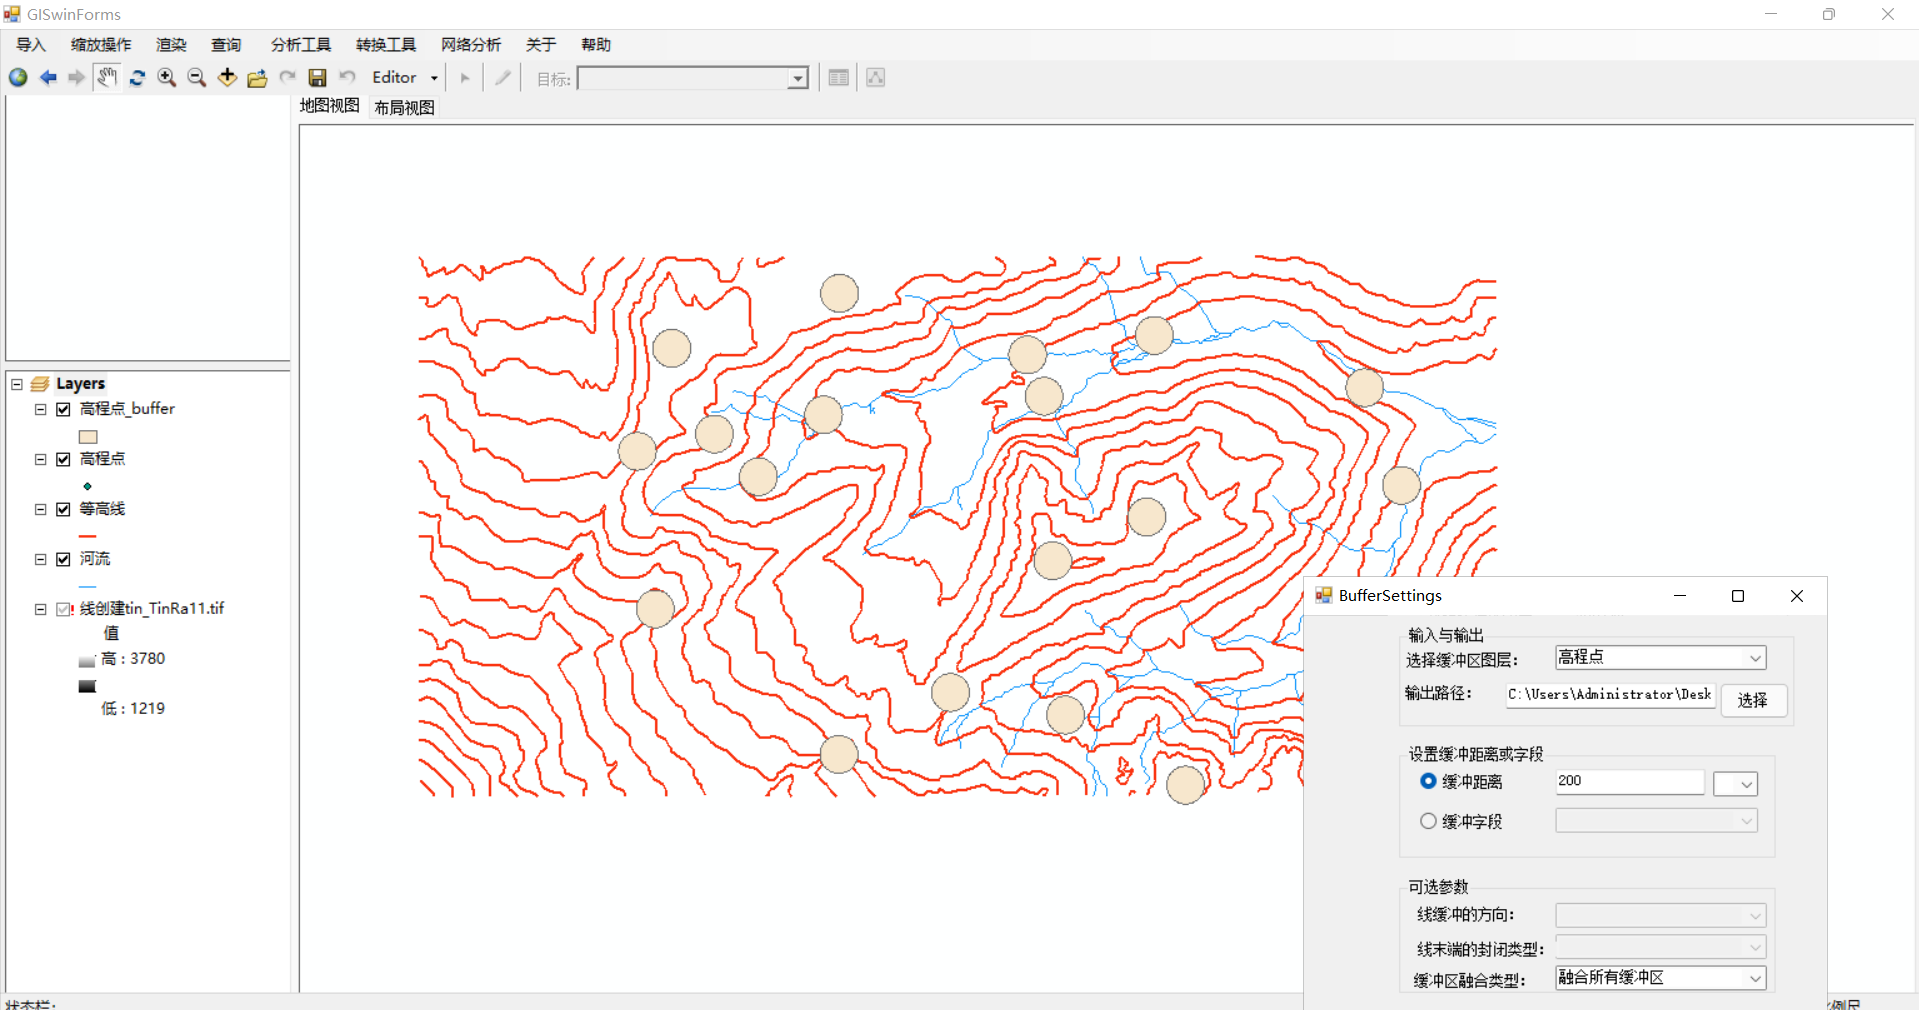 GISwinForms
导入 缩放操作 渲染 查询 分析工具 转换工具 网络分析 关于 帮助
Editor 目标:
地图视图 布局视图
Layers
高程点_buffer
高程点
等高线
河流
线创建tin_TinRa11.tif
值
高 : 3780
低 : 1219
k
BufferSettings
输入与输出
选择缓冲区图层: 高程点
输出路径: C:\Users\Administrator\Desk 选择
设置缓冲距离或字段
缓冲距离 200
缓冲字段
可选参数
线缓冲的方向:
线末端的封闭类型:
缓冲区融合类型: 融合所有缓冲区
状态栏:
例尺